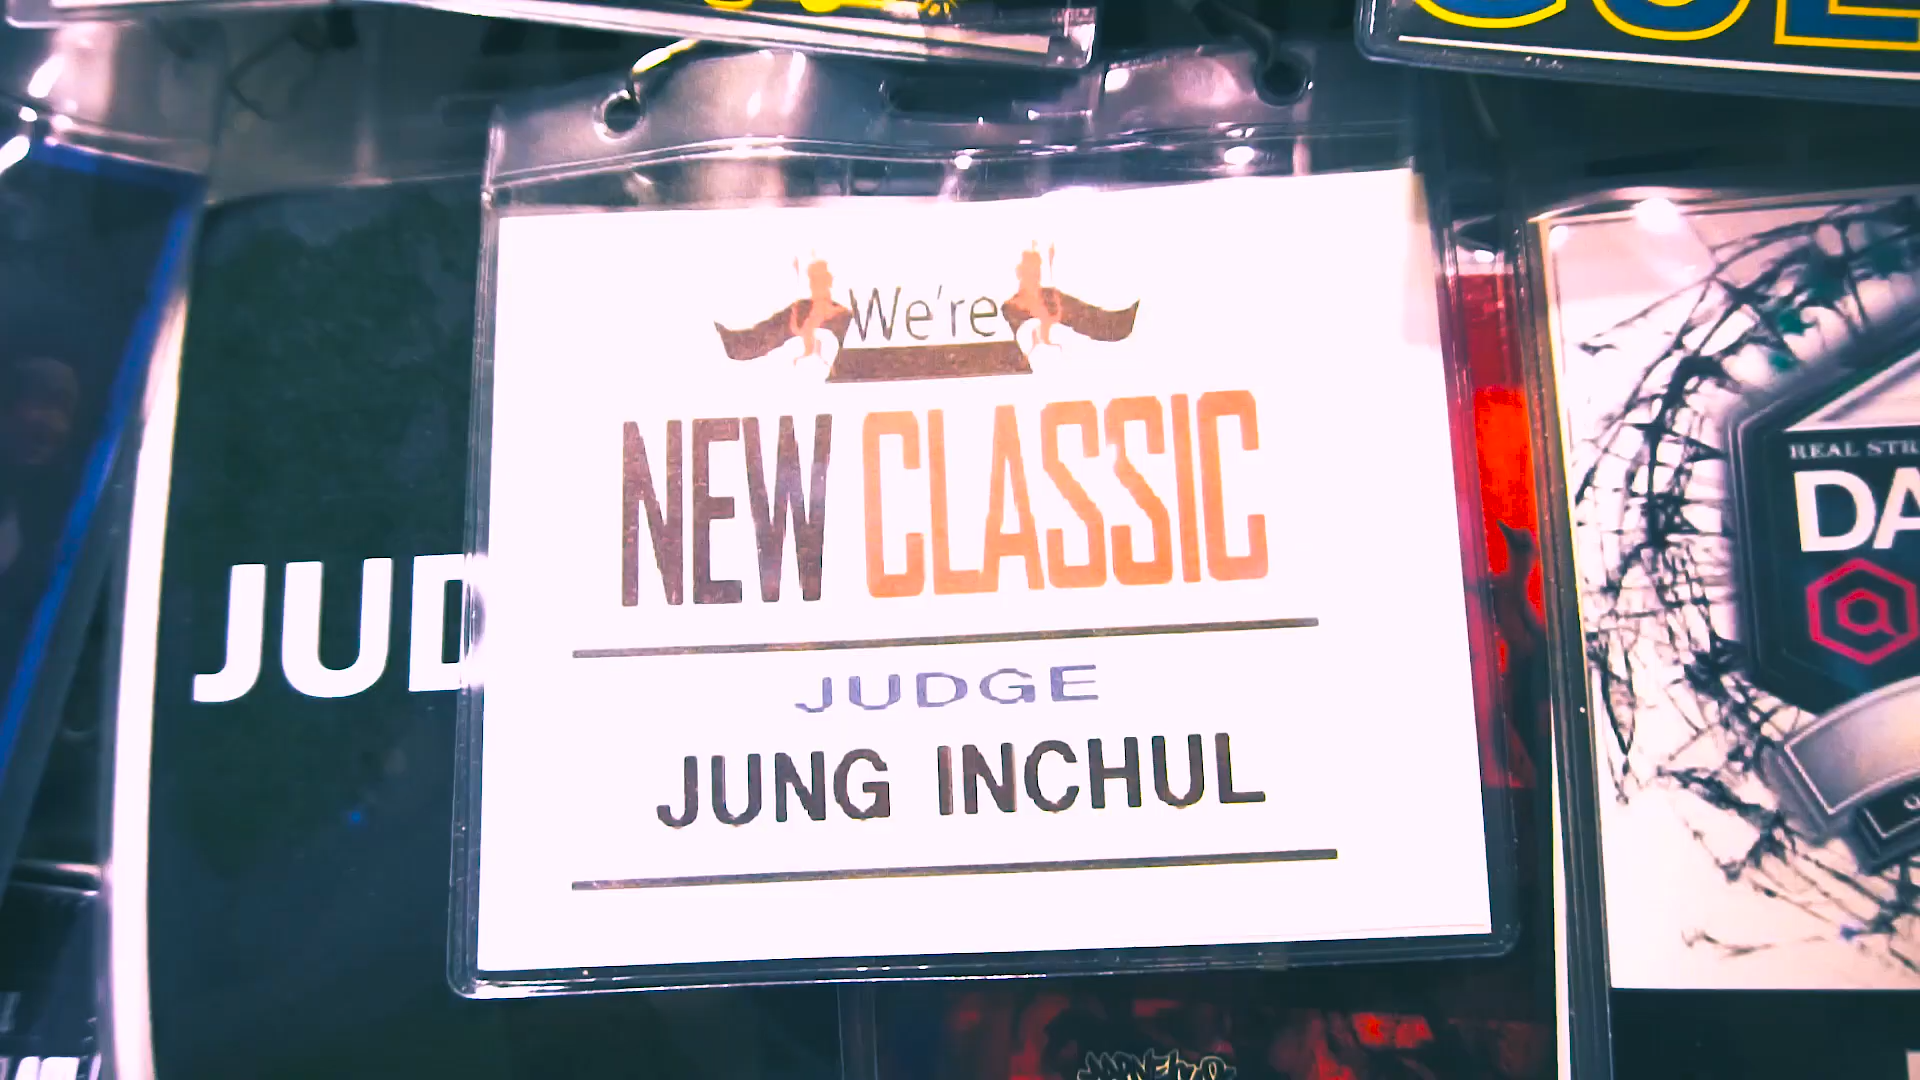 We're
NEW CLASSIC
JUDGE
JUNG INCHUL
JUD
REAL STR
DA